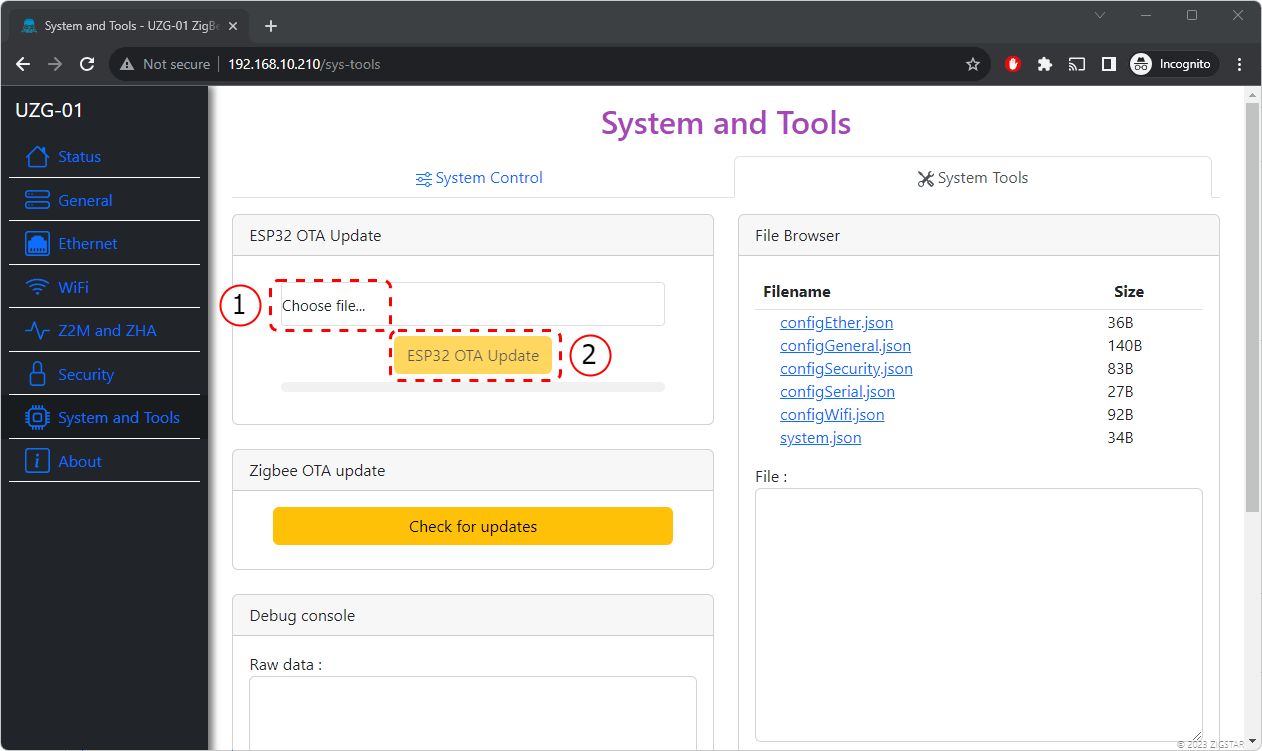 System and Tools - UZG-01 ZigBe
Not secure
192.168.10.210/sys-tools
Incognito
UZG-01
Status
General
Ethernet
WiFi
Z2M and ZHA
Security
System and Tools
About
System and Tools
System Control
System Tools
ESP32 OTA Update
1
Choose file...
ESP32 OTA Update
2
Zigbee OTA update
Check for updates
Debug console
Raw data :
File Browser
Filename Size
configEther.json 36B
configGeneral.json 140B
configSecurity.json 83B
configSerial.json 27B
configWifi.json 92B
system.json 34B
File :
© 2023 ZIGSTAR